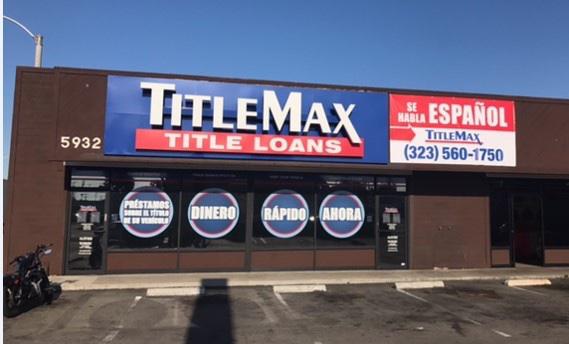 TITLEMAX
TITLE LOANS
5932
SE
HABLA
ESPAÑOL
TITLEMAX
(323) 560-1750
PRÉSTAMOS
SOBRE EL TÍTULO
DE SU VEHÍCULO
DINERO
RÁPIDO
AHORA